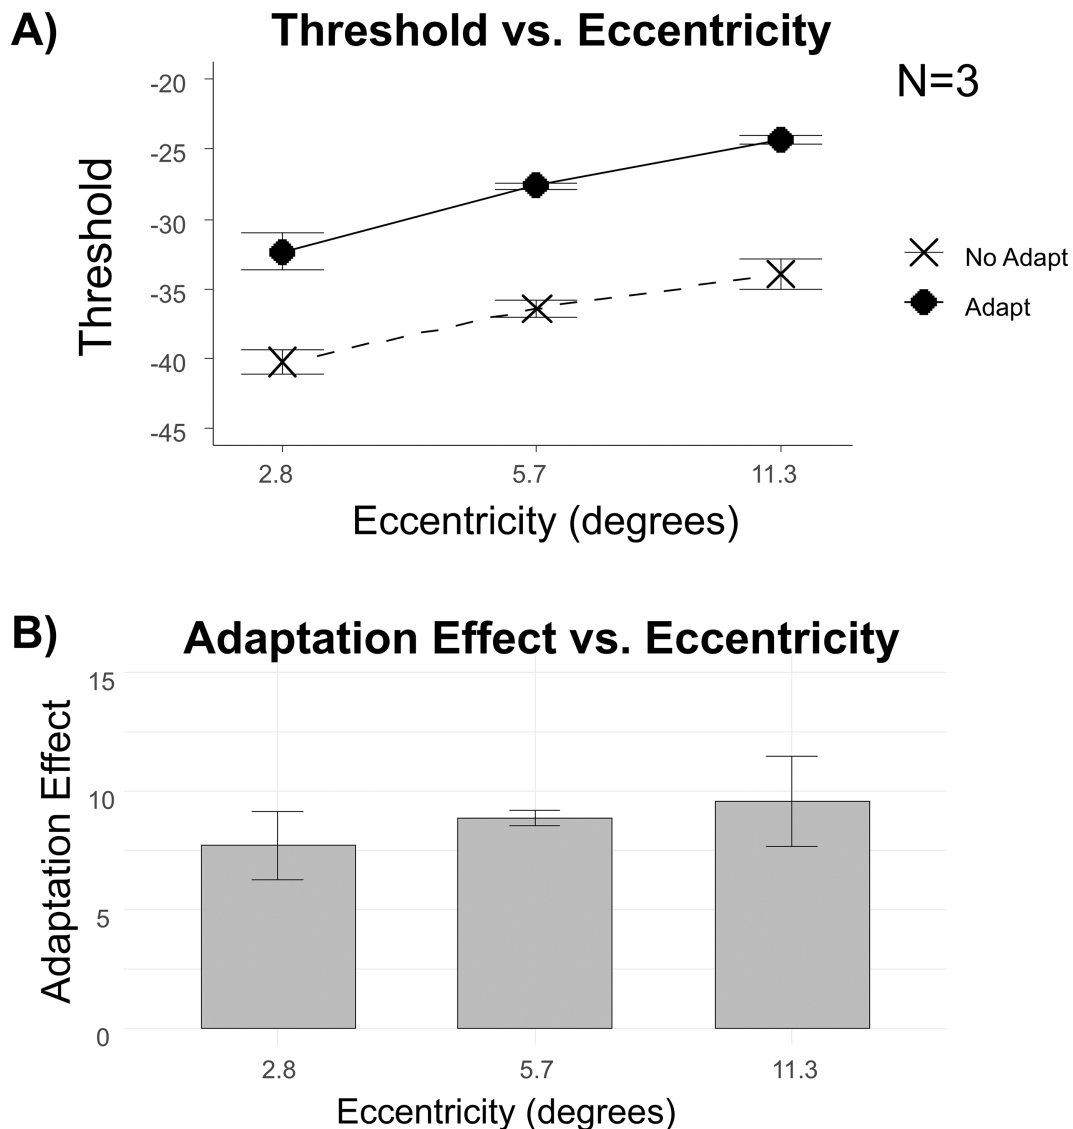 A)
Threshold vs. Eccentricity
N=3
Threshold
-20
-25
-30
-35
-40
-45
2.8
5.7
11.3
Eccentricity (degrees)
No Adapt
Adapt
B)
Adaptation Effect vs. Eccentricity
Adaptation Effect
15
10
5
0
2.8
5.7
11.3
Eccentricity (degrees)